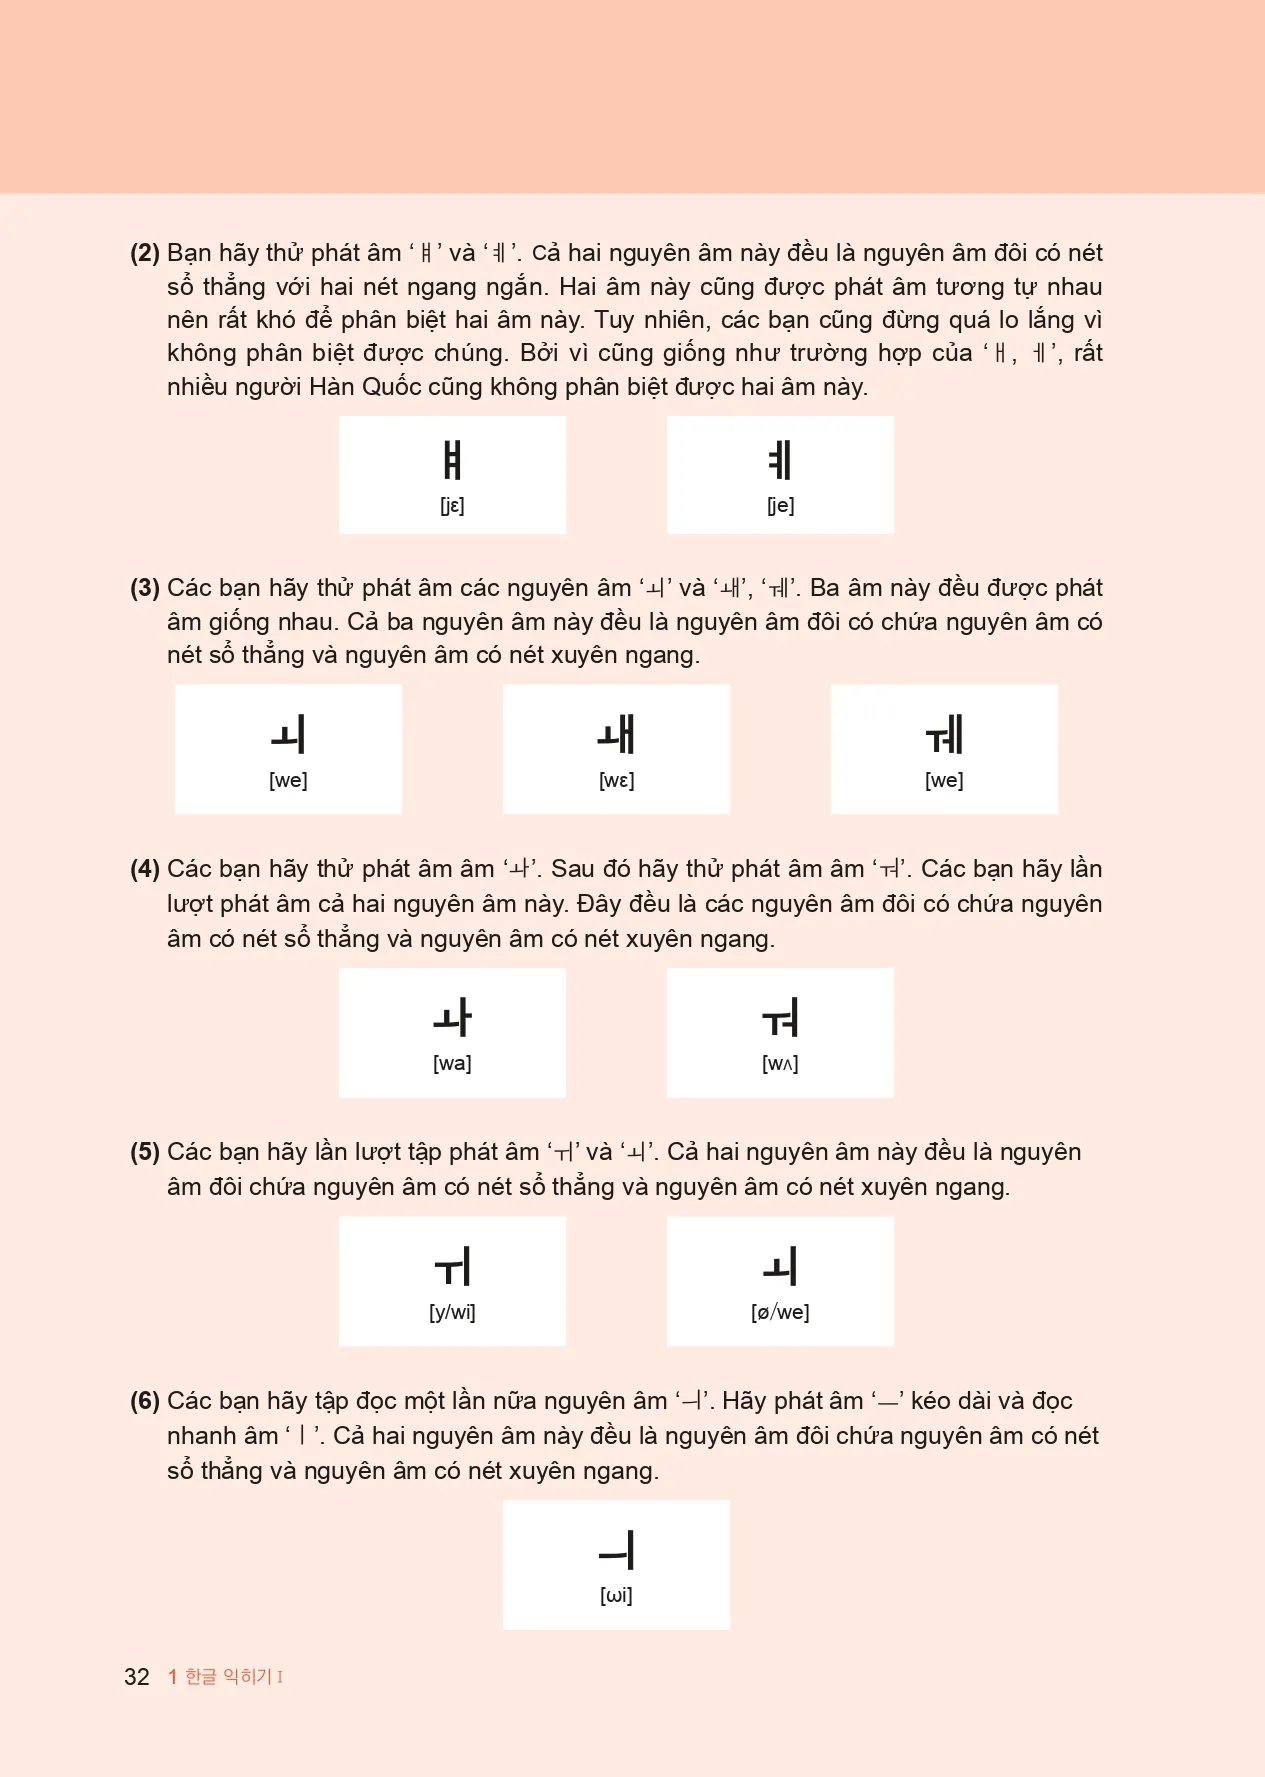 (2) Bạn hãy thử phát âm ‘ㅒ’ và ‘ㅖ’. Cả hai nguyên âm này đều là nguyên âm đôi có nét
sổ thẳng với hai nét ngang ngắn. Hai âm này cũng được phát âm tương tự nhau
nên rất khó để phân biệt hai âm này. Tuy nhiên, các bạn cũng đừng quá lo lắng vì
không phân biệt được chúng. Bởi vì cũng giống như trường hợp của ‘ㅐ, ㅔ’, rất
nhiều người Hàn Quốc cũng không phân biệt được hai âm này.
ㅒ ㅖ
[jɛ] [je]
(3) Các bạn hãy thử phát âm các nguyên âm ‘ㅚ’ và ‘ㅙ’, ‘ㅞ’. Ba âm này đều được phát
âm giống nhau. Cả ba nguyên âm này đều là nguyên âm đôi có chứa nguyên âm có
nét sổ thẳng và nguyên âm có nét xuyên ngang.
ㅚ ㅙ ㅞ
[we] [wɛ] [we]
(4) Các bạn hãy thử phát âm âm ‘ㅘ’. Sau đó hãy thử phát âm âm ‘ㅝ’. Các bạn hãy lần
lượt phát âm cả hai nguyên âm này. Đây đều là các nguyên âm đôi có chứa nguyên
âm có nét sổ thẳng và nguyên âm có nét xuyên ngang.
ㅘ ㅝ
[wa] [wʌ]
(5) Các bạn hãy lần lượt tập phát âm ‘ㅟ’ và ‘ㅚ’. Cả hai nguyên âm này đều là nguyên
âm đôi chứa nguyên âm có nét sổ thẳng và nguyên âm có nét xuyên ngang.
ㅟ ㅚ
[y/wi] [ø/we]
(6) Các bạn hãy tập đọc một lần nữa nguyên âm ‘ㅢ’. Hãy phát âm ‘ㅡ’ kéo dài và đọc
nhanh âm ‘ㅣ’. Cả hai nguyên âm này đều là nguyên âm đôi chứa nguyên âm có nét
sổ thẳng và nguyên âm có nét xuyên ngang.
ㅢ
[ωi]
32 1 한글 익히기 I